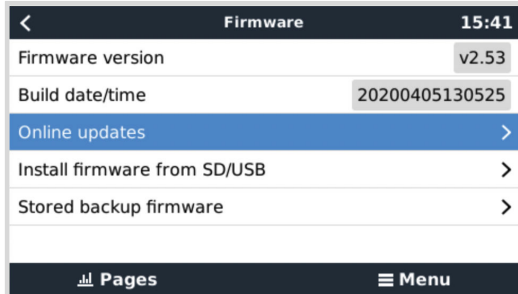 Firmware 15:41
Firmware version v2.53
Build date/time 20200405130525
Online updates
Install firmware from SD/USB
Stored backup firmware
Pages Menu